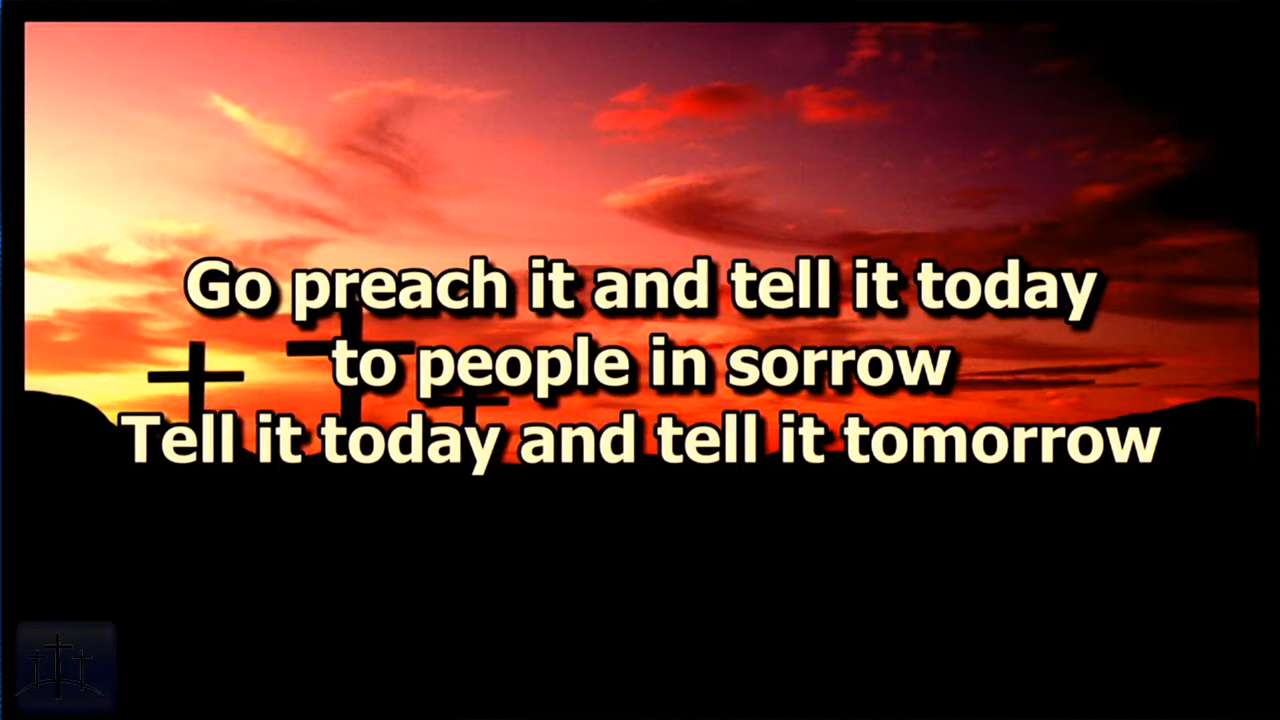 Go preach it and tell it today
to people in sorrow
Tell it today and tell it tomorrow